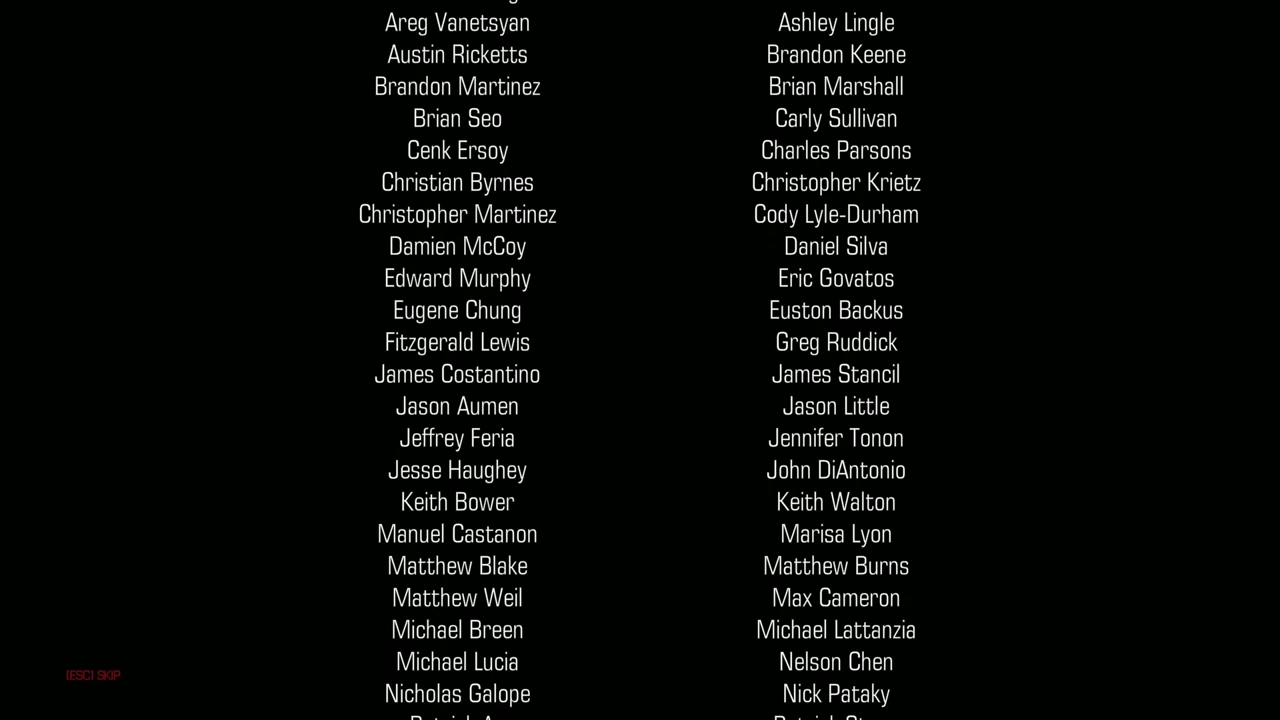 Areg Vanetsyan Ashley Lingle
Austin Ricketts Brandon Keene
Brandon Martinez Brian Marshall
Brian Seo Carly Sullivan
Cenk Ersoy Charles Parsons
Christian Byrnes Christopher Krietz
Christopher Martinez Cody Lyle-Durham
Damien McCoy Daniel Silva
Edward Murphy Eric Govatos
Eugene Chung Euston Backus
Fitzgerald Lewis Greg Ruddick
James Costantino James Stancil
Jason Aumen Jason Little
Jeffrey Feria Jennifer Tonon
Jesse Haughey John DiAntonio
Keith Bower Keith Walton
Manuel Castanon Marisa Lyon
Matthew Blake Matthew Burns
Matthew Weil Max Cameron
Michael Breen Michael Lattanzia
Michael Lucia Nelson Chen
[ESC] SKIP
Nicholas Galope Nick Pataky